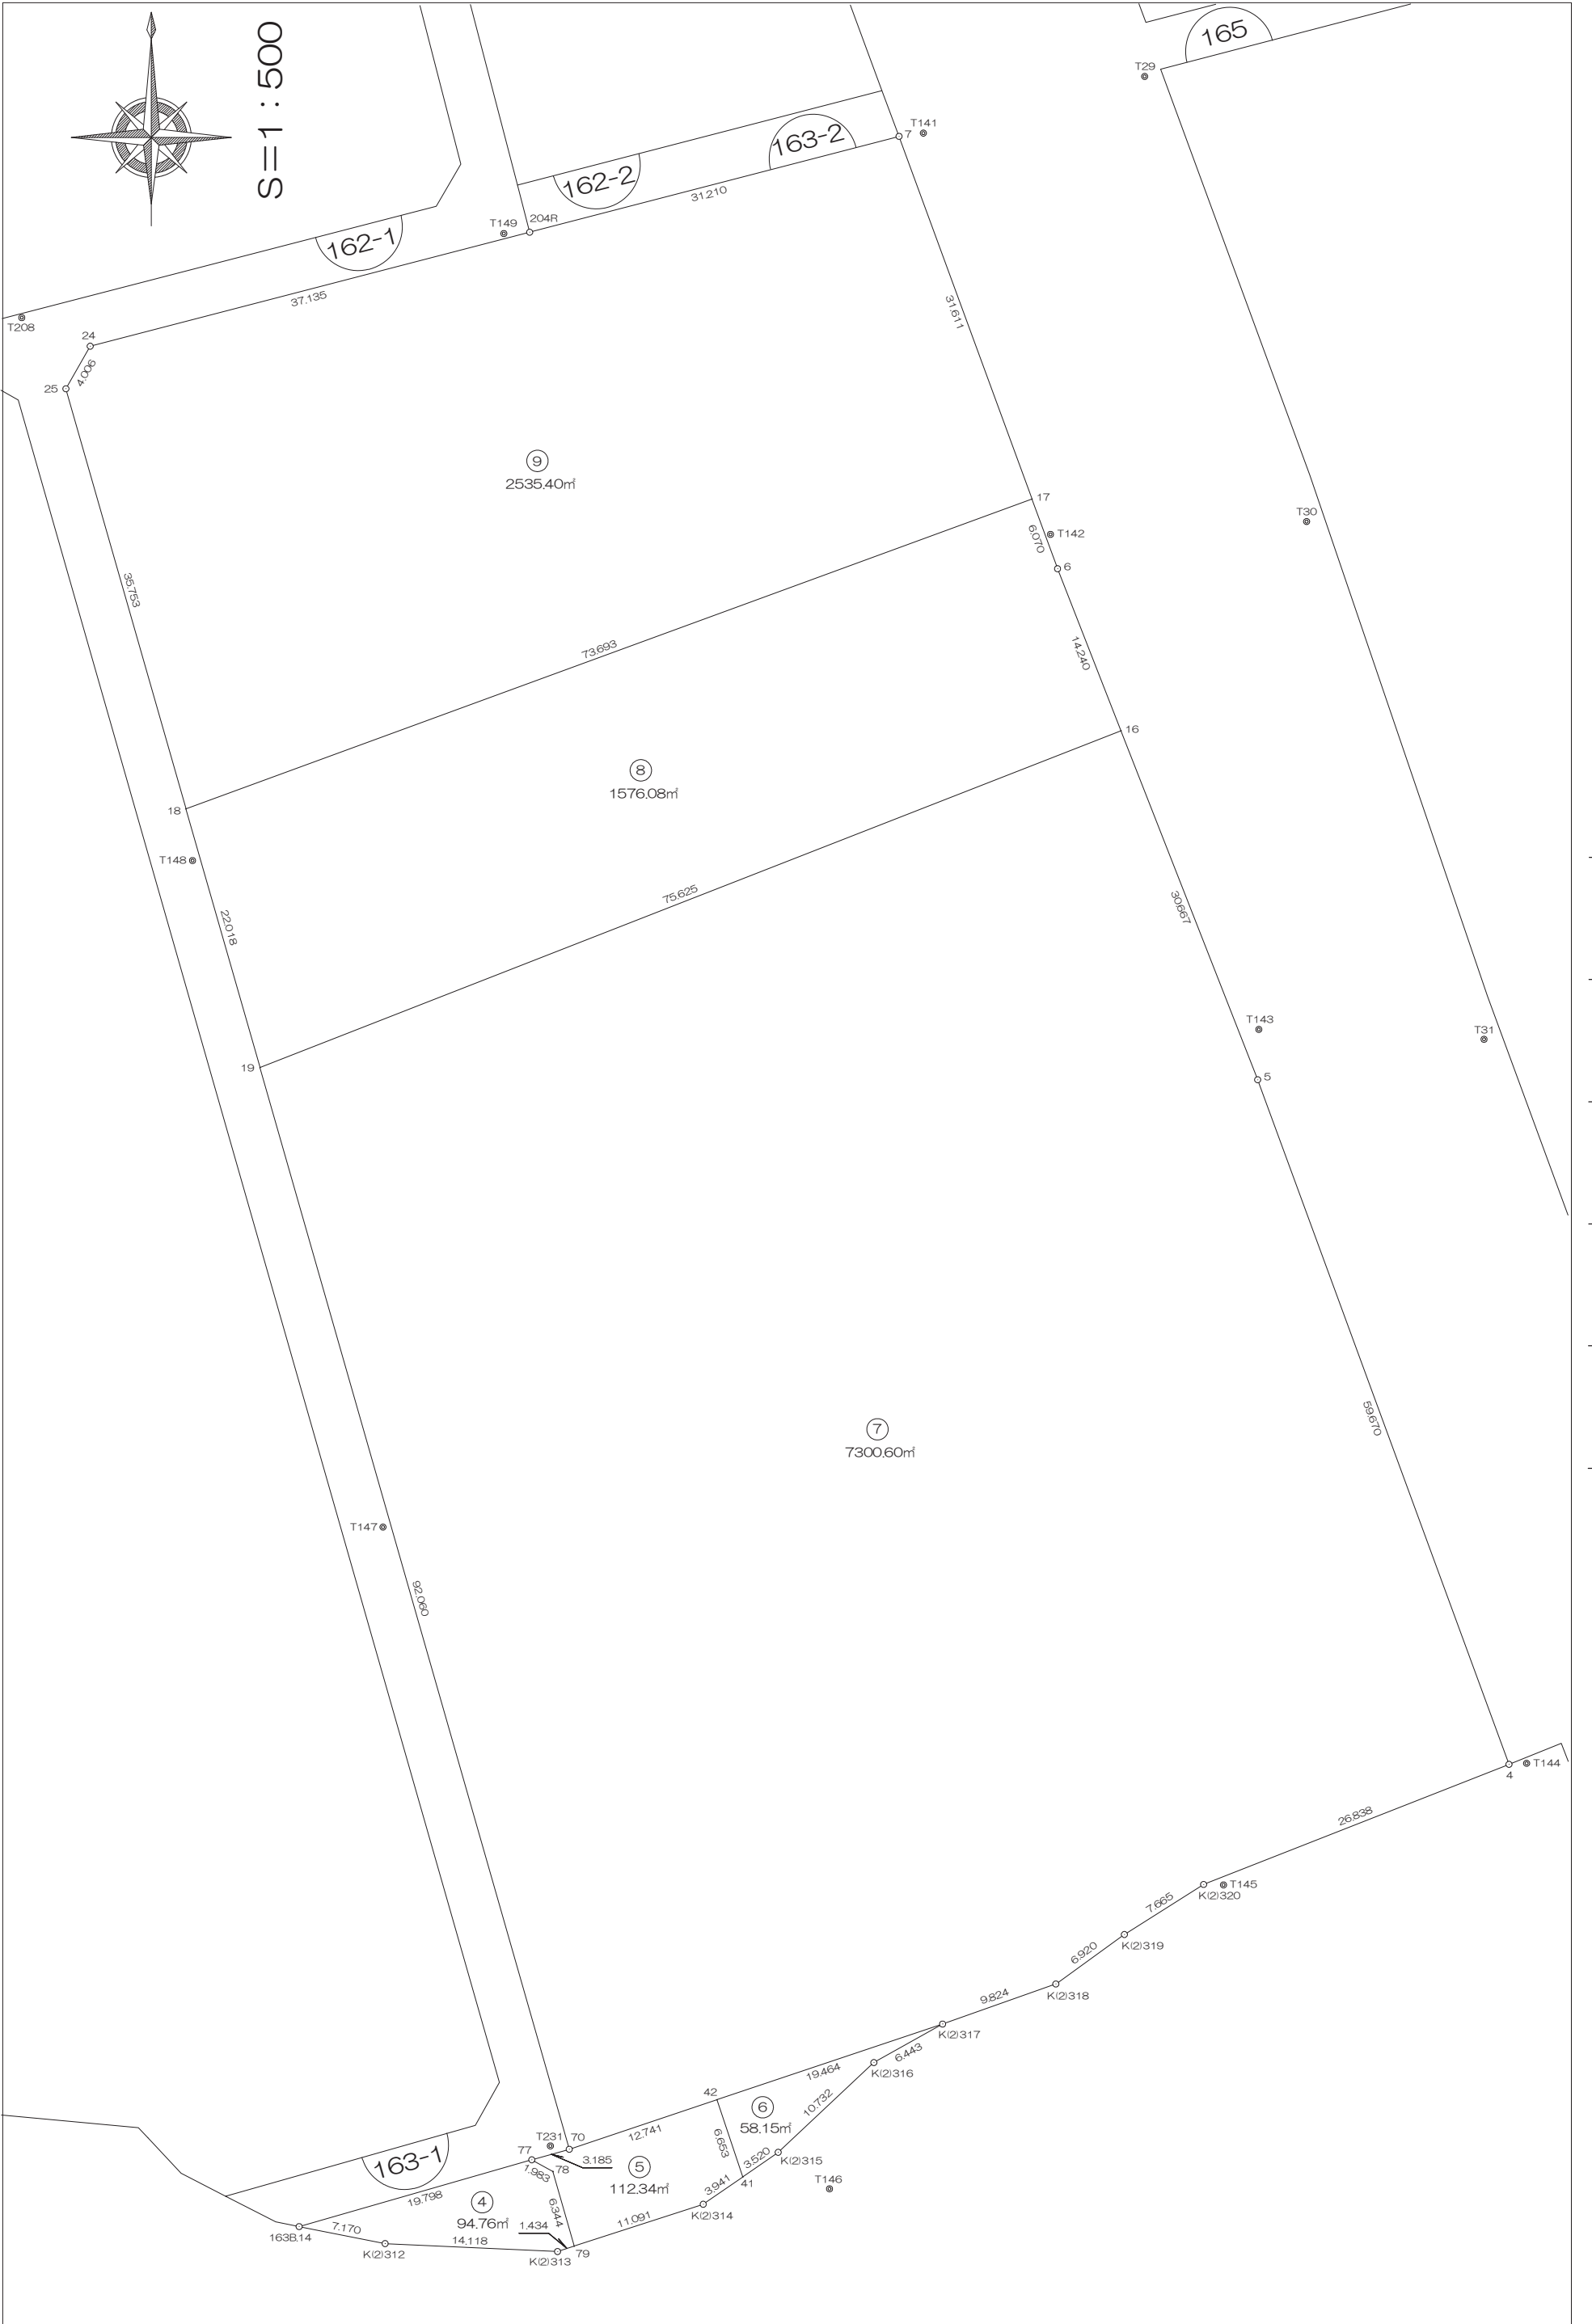 S=1：500
165
T29
T141
7
163-2
162-2
31.210
204R
T149
162-1
37.135
T208
24
4.006
25
31.611
⑨
2535.40㎡
17
T30
6.070
T142
6
35.753
73.693
14.240
16
⑧
1576.08㎡
18
T148
75.625
30.667
22.018
T143
T31
19
5
59.670
⑦
7300.60㎡
T147
92.060
T144
4
26.838
T145
K(2)320
7.665
K(2)319
6.920
K(2)318
9.824
K(2)317
6.443
K(2)316
19.464
42
⑥
58.15㎡
10.732
12.741
6.653
T231
70
77
3.185
3.520
K(2)315
1.983
78
⑤
112.34㎡
41
T146
3.941
K(2)314
163-1
19.798
④
94.76㎡
6.344
11.091
1.434
163B.14
7.170
K(2)312
14.118
K(2)313
79